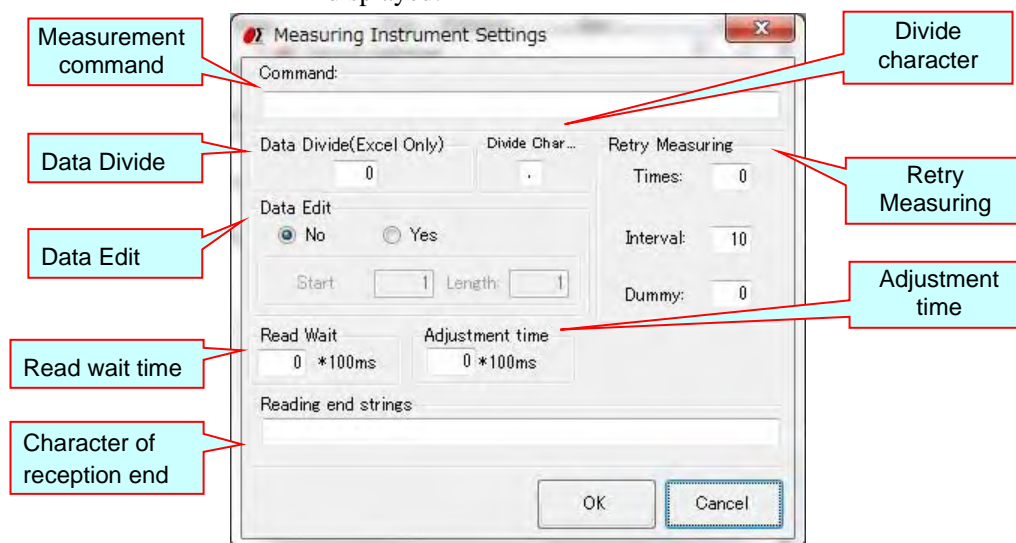 displayed.
Measurement
command
Measuring Instrument Settings
Divide
character
Command:
Data Divide
Data Divide(Excel Only)
0
Divide Char...
.
Retry Measuring
Times: 0
Retry
Measuring
Data Edit
Data Edit
No Yes
Interval: 10
Start 1 Length: 1
Dummy: 0
Adjustment
time
Read wait time
Read Wait
0 *100ms
Adjustment time
0 *100ms
Character of
reception end
Reading end strings
OK Cancel